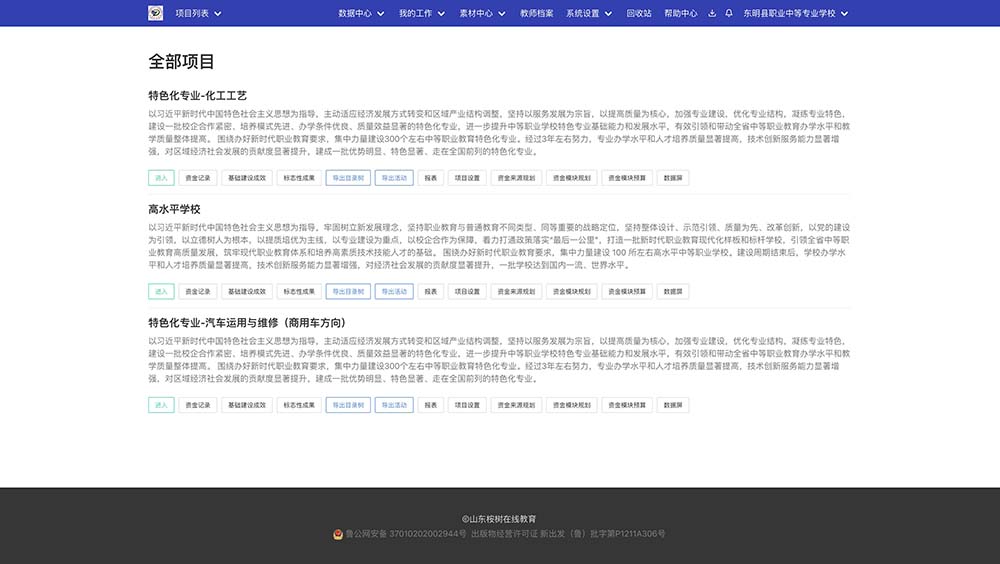 项目列表 数据中心 我的工作 素材中心 教师档案 系统设置 回收站 帮助中心 东明县职业中等专业学校
全部项目
特色化专业-化工工艺
以习近平新时代中国特色社会主义思想为指导，主动适应经济发展方式转变和区域产业结构调整，坚持以服务发展为宗旨，以提高质量为核心，加强专业建设，优化专业结构，凝练专业特色，
建设一批校企合作紧密、培养模式先进、办学条件优良、质量效益显著的特色化专业，进一步提升中等职业学校特色专业基础能力和发展水平，有效引领和带动全省中等职业教育办学水平和教
学质量整体提高。 围绕办好新时代职业教育要求，集中力量建设300个左右中等职业教育特色化专业。经过3年左右努力，专业办学水平和人才培养质量显著提高，技术创新服务能力显著增
强，对区域经济社会发展的贡献度显著提升，建成一批优势明显、特色显著、走在全国前列的特色化专业。
进入 资金记录 基础建设成效 标志性成果 导出目录树 导出活动 报表 项目设置 资金来源规划 资金模块规划 资金模块预算 数据屏
高水平学校
以习近平新时代中国特色社会主义思想为指导，牢固树立新发展理念，坚持职业教育与普通教育不同类型、同等重要的战略定位，坚持整体设计、示范引领、质量为先、改革创新，以党的建设
为引领，以立德树人为根本，以提质培优为主线，以专业建设为重点，以校企合作为保障，着力打通政策落实“最后一公里”，打造一批新时代职业教育现代化样板和标杆学校，引领全省中等职
业教育高质量发展，筑牢现代职业教育体系和培养高素质技术技能人才的基础。 围绕办好新时代职业教育要求，集中力量建设 100 所左右高水平中等职业学校。建设周期结束后，学校办学水
平和人才培养质量显著提高，技术创新服务能力显著增强，对经济社会发展的贡献度显著提升，一批学校达到国内一流、世界水平。
进入 资金记录 基础建设成效 标志性成果 导出目录树 导出活动 报表 项目设置 资金来源规划 资金模块规划 资金模块预算 数据屏
特色化专业-汽车运用与维修（商用车方向）
以习近平新时代中国特色社会主义思想为指导，主动适应经济发展方式转变和区域产业结构调整，坚持以服务发展为宗旨，以提高质量为核心，加强专业建设，优化专业结构，凝练专业特色，
建设一批校企合作紧密、培养模式先进、办学条件优良、质量效益显著的特色化专业，进一步提升中等职业学校特色专业基础能力和发展水平，有效引领和带动全省中等职业教育办学水平和教
学质量整体提高。 围绕办好新时代职业教育要求，集中力量建设300个左右中等职业教育特色化专业。经过3年左右努力，专业办学水平和人才培养质量显著提高，技术创新服务能力显著增
强，对区域经济社会发展的贡献度显著提升，建成一批优势明显、特色显著、走在全国前列的特色化专业。
进入 资金记录 基础建设成效 标志性成果 导出目录树 导出活动 报表 项目设置 资金来源规划 资金模块规划 资金模块预算 数据屏
©山东桉树在线教育
鲁公网安备 37010202002944号 出版物经营许可证 新出发（鲁）批字第P1211A306号